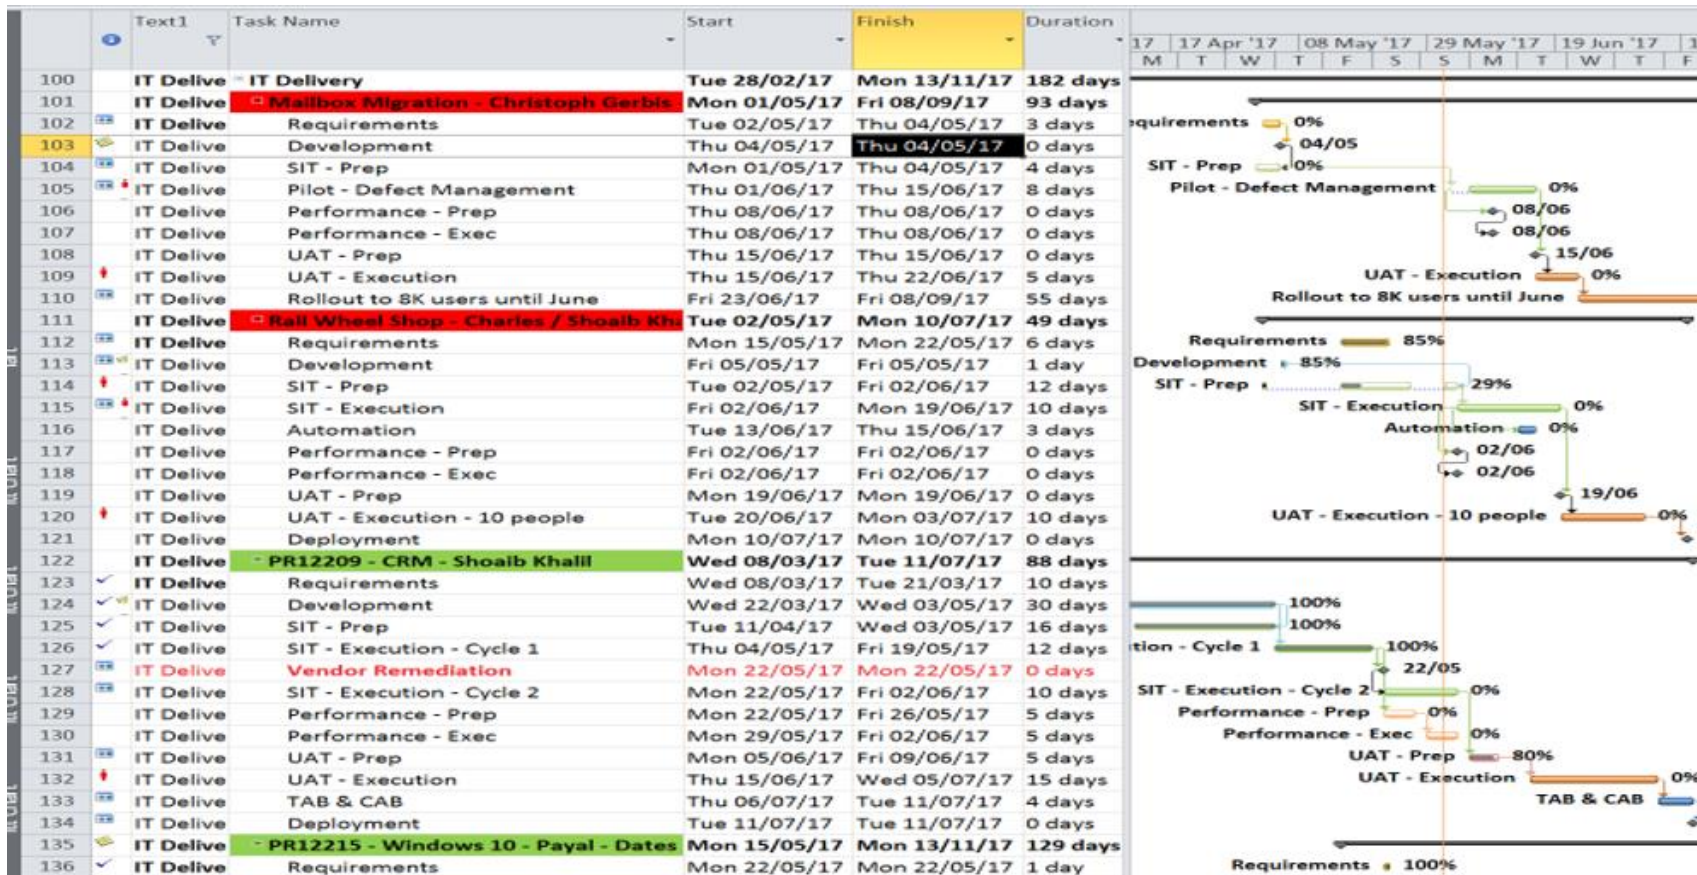 Text1 Task Name Start Finish Duration
17 17 Apr '17 08 May '17 29 May '17 19 Jun '17 1
M T W T F S S M T W T F
100 IT Delive IT Delivery Tue 28/02/17 Mon 13/11/17 182 days
101 IT Delive Mailbox Migration - Christoph Gerbis Mon 01/05/17 Fri 08/09/17 93 days
102 IT Delive Requirements Tue 02/05/17 Thu 04/05/17 3 days equirements 0%
103 IT Delive Development Thu 04/05/17 Thu 04/05/17 0 days 04/05
104 IT Delive SIT - Prep Mon 01/05/17 Thu 04/05/17 4 days SIT - Prep 0%
105 IT Delive Pilot - Defect Management Thu 01/06/17 Thu 15/06/17 8 days Pilot - Defect Management 0%
106 IT Delive Performance - Prep Thu 08/06/17 Thu 08/06/17 0 days 08/06
107 IT Delive Performance - Exec Thu 08/06/17 Thu 08/06/17 0 days 08/06
108 IT Delive UAT - Prep Thu 15/06/17 Thu 15/06/17 0 days 15/06
109 IT Delive UAT - Execution Thu 15/06/17 Thu 22/06/17 5 days UAT - Execution 0%
110 IT Delive Rollout to 8K users until June Fri 23/06/17 Fri 08/09/17 55 days Rollout to 8K users until June
111 IT Delive Rail Wheel Shop - Charles / Shoaib Kh Tue 02/05/17 Mon 10/07/17 49 days
112 IT Delive Requirements Mon 15/05/17 Mon 22/05/17 6 days Requirements 85%
113 IT Delive Development Fri 05/05/17 Fri 05/05/17 1 day Development 85%
114 IT Delive SIT - Prep Tue 02/05/17 Fri 02/06/17 12 days SIT - Prep 29%
115 IT Delive SIT - Execution Fri 02/06/17 Mon 19/06/17 10 days SIT - Execution 0%
116 IT Delive Automation Tue 13/06/17 Thu 15/06/17 3 days Automation 0%
117 IT Delive Performance - Prep Fri 02/06/17 Fri 02/06/17 0 days 02/06
118 IT Delive Performance - Exec Fri 02/06/17 Fri 02/06/17 0 days 02/06
119 IT Delive UAT - Prep Mon 19/06/17 Mon 19/06/17 0 days 19/06
120 IT Delive UAT - Execution - 10 people Tue 20/06/17 Mon 03/07/17 10 days UAT - Execution - 10 people 0%
121 IT Delive Deployment Mon 10/07/17 Mon 10/07/17 0 days
122 IT Delive PR12209 - CRM - Shoaib Khalil Wed 08/03/17 Tue 11/07/17 88 days
123 IT Delive Requirements Wed 08/03/17 Tue 21/03/17 10 days
124 IT Delive Development Wed 22/03/17 Wed 03/05/17 30 days 100%
125 IT Delive SIT - Prep Tue 11/04/17 Wed 03/05/17 16 days 100%
126 IT Delive SIT - Execution - Cycle 1 Thu 04/05/17 Fri 19/05/17 12 days tion - Cycle 1 100%
127 IT Delive Vendor Remediation Mon 22/05/17 Mon 22/05/17 0 days 22/05
128 IT Delive SIT - Execution - Cycle 2 Mon 22/05/17 Fri 02/06/17 10 days SIT - Execution - Cycle 2 0%
129 IT Delive Performance - Prep Mon 22/05/17 Fri 26/05/17 5 days Performance - Prep 0%
130 IT Delive Performance - Exec Mon 29/05/17 Fri 02/06/17 5 days Performance - Exec 0%
131 IT Delive UAT - Prep Mon 05/06/17 Fri 09/06/17 5 days UAT - Prep 80%
132 IT Delive UAT - Execution Thu 15/06/17 Wed 05/07/17 15 days UAT - Execution 0%
133 IT Delive TAB & CAB Thu 06/07/17 Tue 11/07/17 4 days TAB & CAB
134 IT Delive Deployment Tue 11/07/17 Tue 11/07/17 0 days
135 IT Delive PR12215 - Windows 10 - Payal - Dates Mon 15/05/17 Mon 13/11/17 129 days
136 IT Delive Requirements Mon 22/05/17 Mon 22/05/17 1 day Requirements 100%